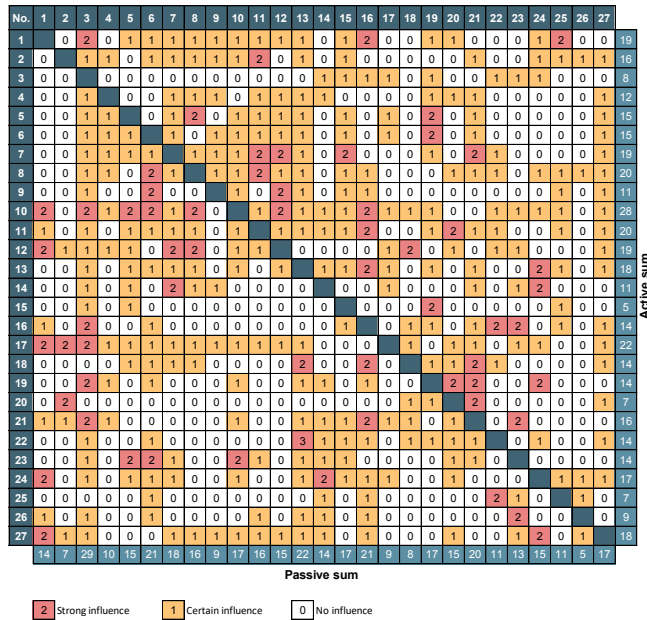 No. 1 2 3 4 5 6 7 8 9 10 11 12 13 14 15 16 17 18 19 20 21 22 23 24 25 26 27
1 0 2 0 1 1 1 1 1 1 1 1 1 0 1 2 0 0 1 1 0 0 0 1 2 0 0 19
2 0 1 1 0 1 1 1 1 1 2 0 1 0 1 0 0 0 0 0 1 0 0 1 1 1 1 16
3 0 0 0 0 0 0 0 0 0 0 0 0 1 1 1 1 0 1 0 0 1 1 1 0 0 0 8
4 0 0 1 0 0 1 1 1 0 1 1 1 1 0 0 0 0 1 1 1 0 0 0 0 0 1 12
5 0 0 1 1 0 1 2 0 1 1 1 1 0 1 0 1 0 2 0 1 0 0 0 0 0 1 15
6 0 0 1 1 1 1 0 1 1 1 1 1 0 1 0 1 0 2 0 1 0 0 0 0 0 1 15
7 0 0 1 1 1 1 1 1 1 2 2 1 0 2 0 0 0 1 0 2 1 0 0 0 0 1 19
8 0 0 1 1 0 2 1 1 1 2 1 1 0 1 1 0 0 0 1 1 1 0 1 1 1 1 20
9 0 0 1 0 0 2 0 0 1 0 2 1 0 1 1 0 0 0 0 0 0 0 0 1 0 1 11
10 2 0 2 1 2 2 1 2 0 1 2 1 1 1 2 1 1 1 0 0 1 1 1 1 0 1 28
11 1 0 1 0 1 1 1 1 0 1 1 1 1 1 2 0 0 1 2 1 1 0 0 1 0 1 20
12 2 1 1 1 1 0 2 2 0 1 1 0 0 0 0 1 2 0 1 0 1 1 0 0 0 1 19
13 0 0 1 0 1 1 1 1 0 1 0 1 1 1 2 1 0 1 0 1 0 0 2 1 0 1 18
14 0 0 1 0 1 0 2 1 1 0 0 0 0 0 0 1 0 0 0 1 0 1 2 0 0 0 11
15 0 0 1 0 1 0 0 0 0 0 0 0 0 0 0 0 0 2 0 0 0 0 0 1 0 0 5
16 1 0 2 0 0 1 0 0 0 0 0 0 0 0 1 0 1 1 0 1 2 2 0 1 0 1 14
17 2 2 2 1 1 1 1 1 1 1 1 1 1 0 0 0 1 0 1 1 0 1 1 0 0 1 22
18 0 0 0 0 1 1 1 1 0 0 0 0 2 0 0 2 0 1 1 2 1 0 0 0 0 1 14
19 0 0 2 1 0 1 0 0 0 1 0 0 1 1 0 1 0 0 2 2 0 0 2 0 0 0 14
20 0 2 0 0 0 0 0 0 0 0 0 0 0 0 0 0 0 1 1 2 0 0 0 0 0 1 7
21 1 1 2 1 0 0 0 0 0 1 0 0 1 1 1 2 1 1 0 1 0 2 0 0 0 0 16
22 0 0 1 0 0 1 0 0 0 0 0 0 3 1 1 1 0 1 1 1 1 0 1 0 0 1 14
23 0 0 1 0 2 2 1 0 0 2 1 0 1 1 1 0 0 0 0 1 1 0 0 0 0 0 14
24 2 0 1 0 1 1 1 0 0 1 0 0 1 2 1 1 1 0 0 1 0 0 0 1 1 1 17
25 0 0 0 0 0 1 0 0 0 0 0 0 1 0 0 1 0 0 0 0 0 2 1 0 1 0 7
26 1 0 1 0 0 1 0 0 0 0 1 0 1 1 0 1 0 0 0 0 0 0 2 0 0 0 9
27 2 1 1 0 0 0 1 1 1 1 1 1 1 1 0 1 0 0 0 1 0 0 1 2 0 1 18
14 7 29 10 15 21 18 16 9 17 16 15 22 14 17 21 9 8 17 15 20 11 13 15 11 5 17
Active sum
Passive sum
2 Strong influence 1 Certain influence 0 No influence